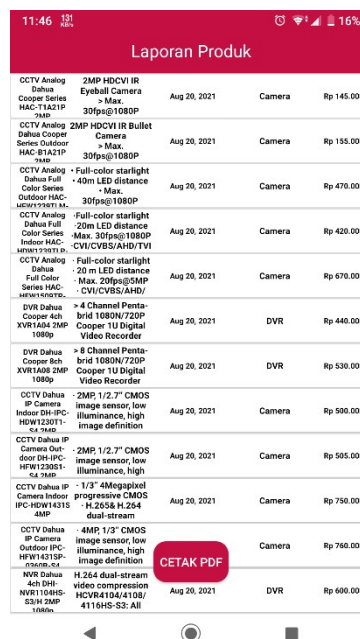 11:46 131 KB/s 16%
Laporan Produk
CCTV Analog
Dahua
Cooper Series
HAC-T1A21P
2MP
2MP HDCVI IR
Eyeball Camera
> Max.
30fps@1080P
Aug 20, 2021
Camera
Rp 145.00
CCTV Analog
Dahua Cooper
Series Outdoor
HAC-B1A21P
2MP
2MP HDCVI IR Bullet
Camera
> Max.
30fps@1080P
Aug 20, 2021
Camera
Rp 155.00
CCTV Analog
Dahua Full
Color Series
Outdoor HAC-
HFW1239TLM-
• Full-color starlight
• 40m LED distance
• Max.
30fps@1080P
Aug 20, 2021
Camera
Rp 470.00
CCTV Analog
Dahua Full
Color Series
Indoor HAC-
HDW1239TLP-
·Full-color starlight
·20m LED distance
·Max. 30fps@1080P
·CVI/CVBS/AHD/TVI
Aug 20, 2021
Camera
Rp 420.00
CCTV Analog
Dahua
Full Color
Series HAC-
HFW1509TP-
· Full-color starlight
· 20 m LED distance
· Max. 20fps@5MP
· CVI/CVBS/AHD/
Aug 20, 2021
Camera
Rp 670.00
DVR Dahua
Cooper 4ch
XVR1A04 2MP
1080p
> 4 Channel Penta-
brid 1080N/720P
Cooper 1U Digital
Video Recorder
Aug 20, 2021
DVR
Rp 440.00
DVR Dahua
Cooper 8ch
XVR1A08 2MP
1080p
> 8 Channel Penta-
brid 1080N/720P
Cooper 1U Digital
Video Recorder
Aug 20, 2021
DVR
Rp 530.00
CCTV Dahua
IP Camera
Indoor DH-IPC-
HDW1230T1-
S4 2MP
· 2MP, 1/2.7" CMOS
image sensor, low
illuminance, high
image definition
Aug 20, 2021
Camera
Rp 500.00
CCTV Dahua IP
Camera Out-
door DH-IPC-
HFW1230S1-
S4 2MP
· 2MP, 1/2.7" CMOS
image sensor, low
illuminance, high
Aug 20, 2021
Camera
Rp 505.00
CCTV Dahua IP
Camera Indoor
IPC-HDW1431S
4MP
· 1/3" 4Megapixel
progressive CMOS
· H.265& H.264
dual-stream
Aug 20, 2021
Camera
Rp 750.00
CCTV Dahua
IP Camera
Outdoor IPC-
HFW1431SP-
0360B-S4
· 4MP, 1/3" CMOS
image sensor, low
illuminance, high
image definition
Camera
Rp 760.00
CETAK PDF
NVR Dahua
4ch DHI-
NVR1104HS-
S3/H 2MP
1080p
H.264 dual-stream
video compression
HCVR4104/4108/
4116HS-S3: All
Aug 20, 2021
DVR
Rp 600.00